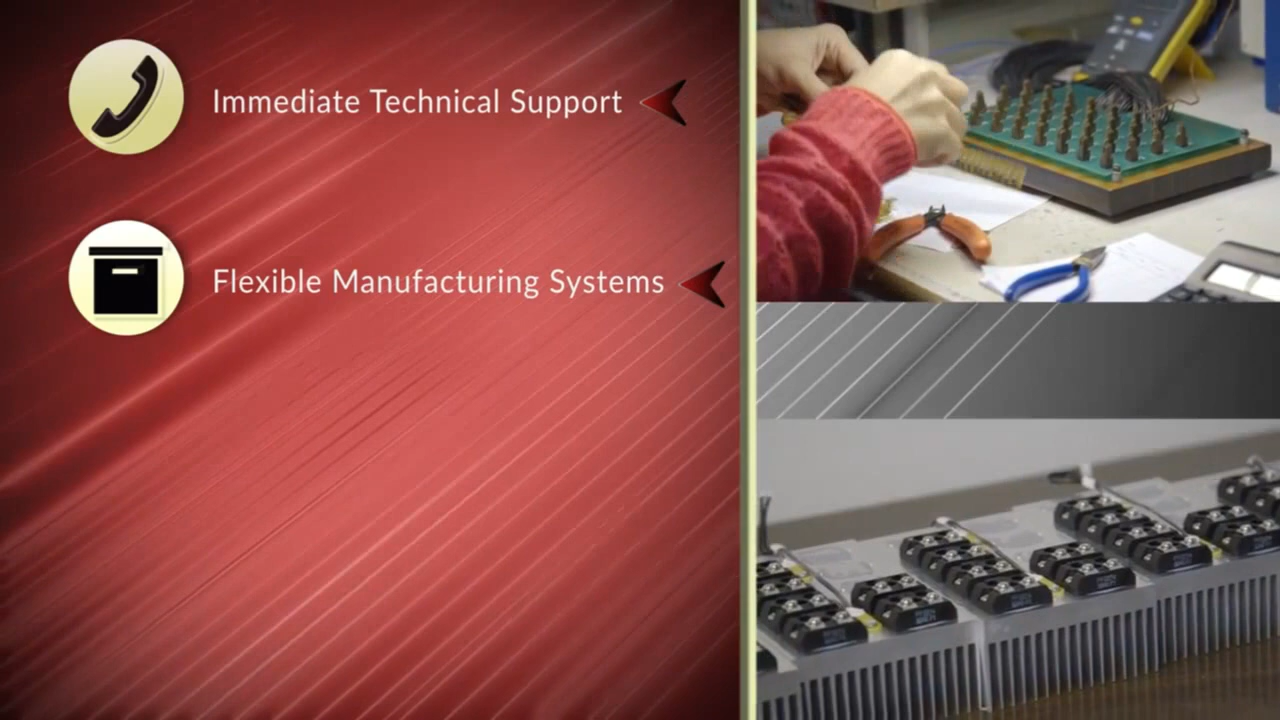 Immediate Technical Support
Flexible Manufacturing Systems